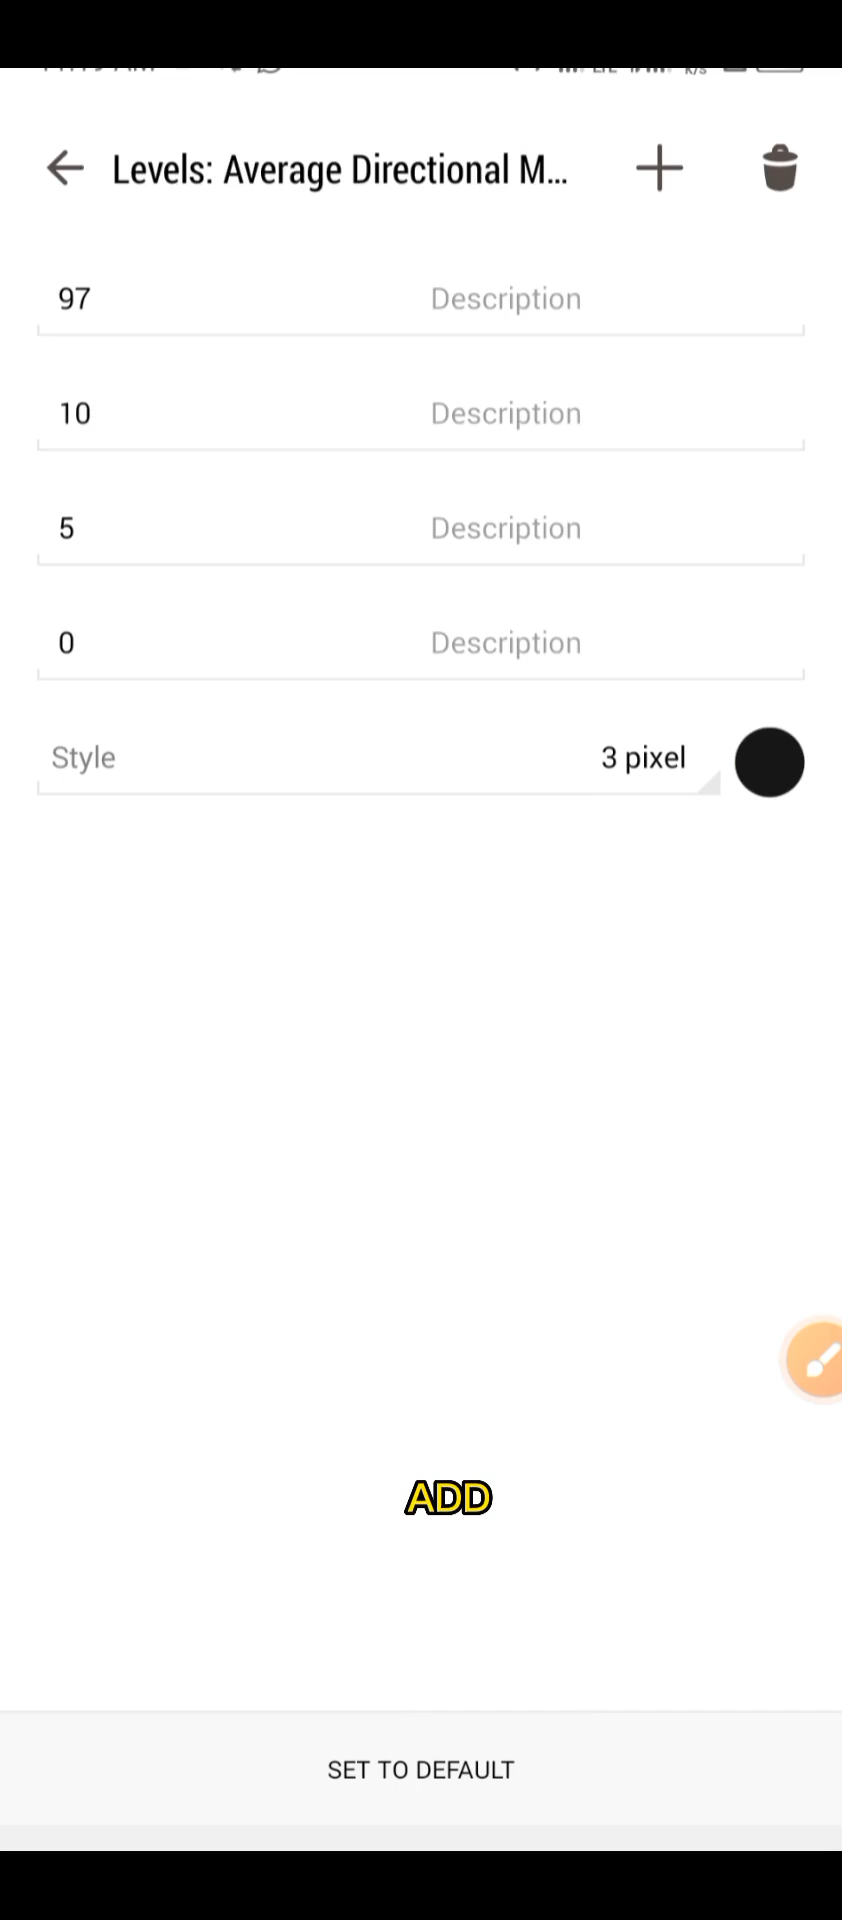 Levels: Average Directional M...
97 Description
10 Description
5 Description
0 Description
Style 3 pixel
ADD
SET TO DEFAULT